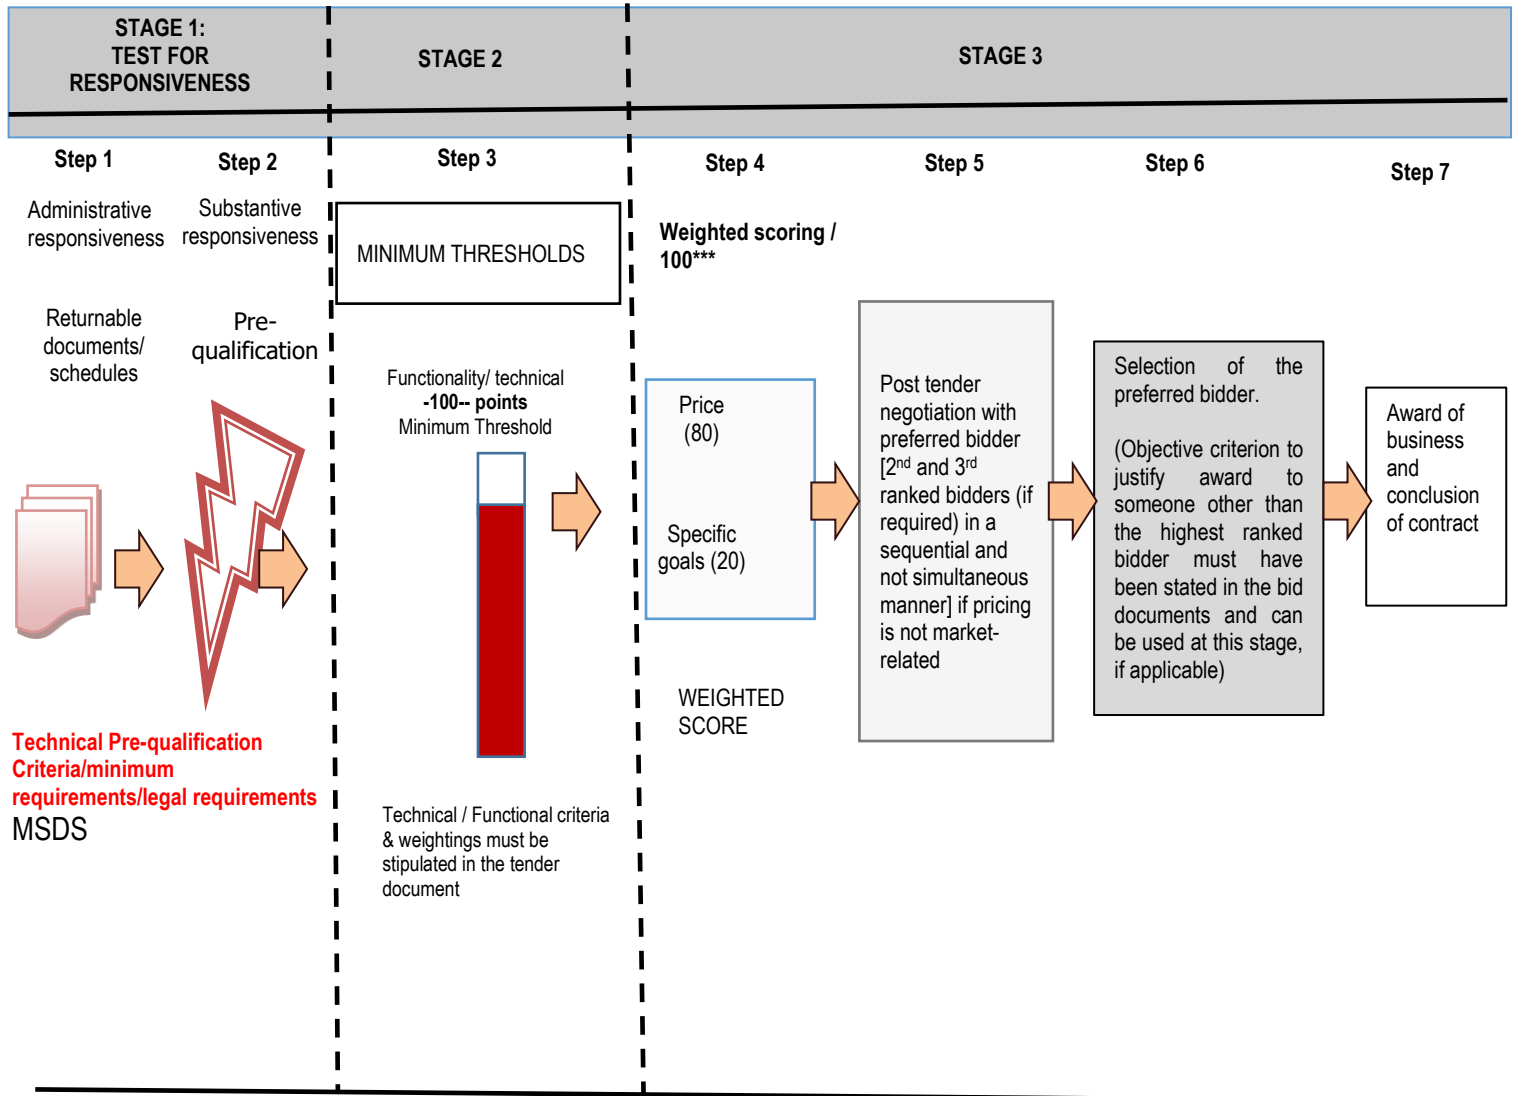 STAGE 1:
TEST FOR
RESPONSIVENESS
STAGE 2
STAGE 3
Step 1
Step 2
Step 3
Step 4
Step 5
Step 6
Step 7
Administrative
responsiveness
Substantive
responsiveness
MINIMUM THRESHOLDS
Weighted scoring /
100***
Returnable
documents/
schedules
Pre-
qualification
Functionality/ technical
-100-- points
Minimum Threshold
Price
(80)
Specific
goals (20)
Post tender
negotiation with
preferred bidder
[2nd and 3rd
ranked bidders (if
required) in a
sequential and
not simultaneous
manner] if pricing
is not market-
related
Selection of the
preferred bidder.
(Objective criterion to
justify award to
someone other than
the highest ranked
bidder must have
been stated in the bid
documents and can
be used at this stage,
if applicable)
Award of
business
and
conclusion
of contract
WEIGHTED
SCORE
Technical Pre-qualification
Criteria/minimum
requirements/legal requirements
MSDS
Technical / Functional criteria
& weightings must be
stipulated in the tender
document